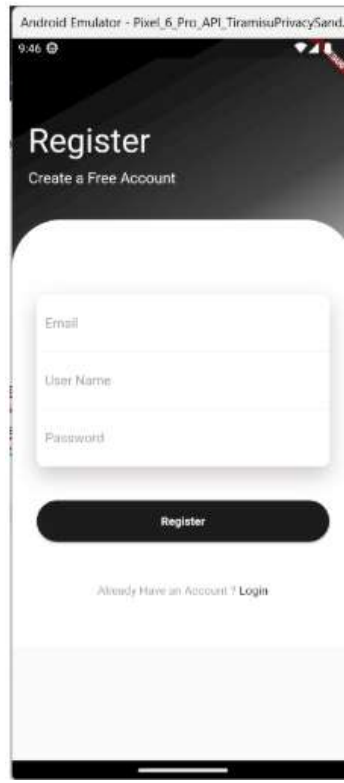 Android Emulator - Pixel_6_Pro_API_TiramisuPrivacySand
9:46
Register
Create a Free Account
Email
User Name
Password
Register
Already Have an Account ? Login